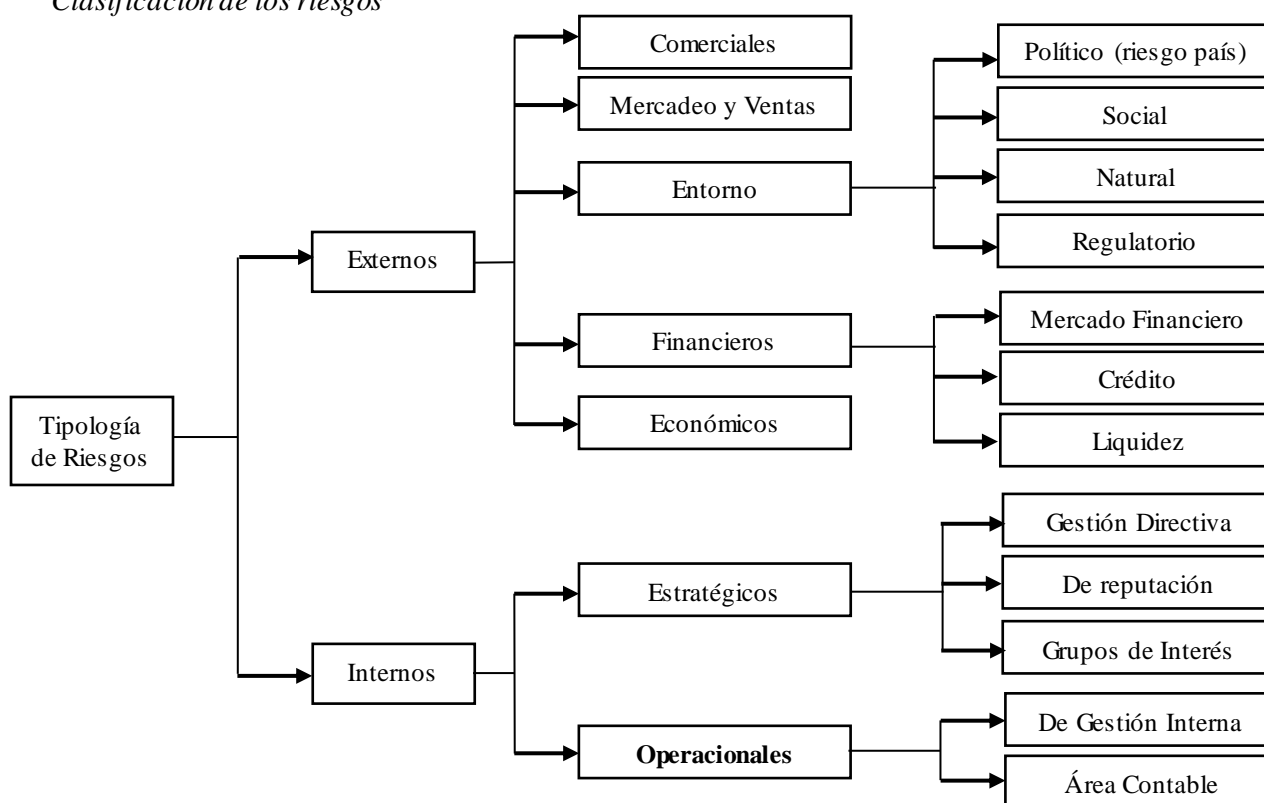 Clasificación de los riesgos
Comerciales
Mercadeo y Ventas
Entorno
Político (riesgo país)
Social
Natural
Regulatorio
Externos
Financieros
Mercado Financiero
Crédito
Liquidez
Económicos
Tipología
de Riesgos
Estratégicos
Gestión Directiva
De reputación
Grupos de Interés
Internos
Operacionales
De Gestión Interna
Área Contable